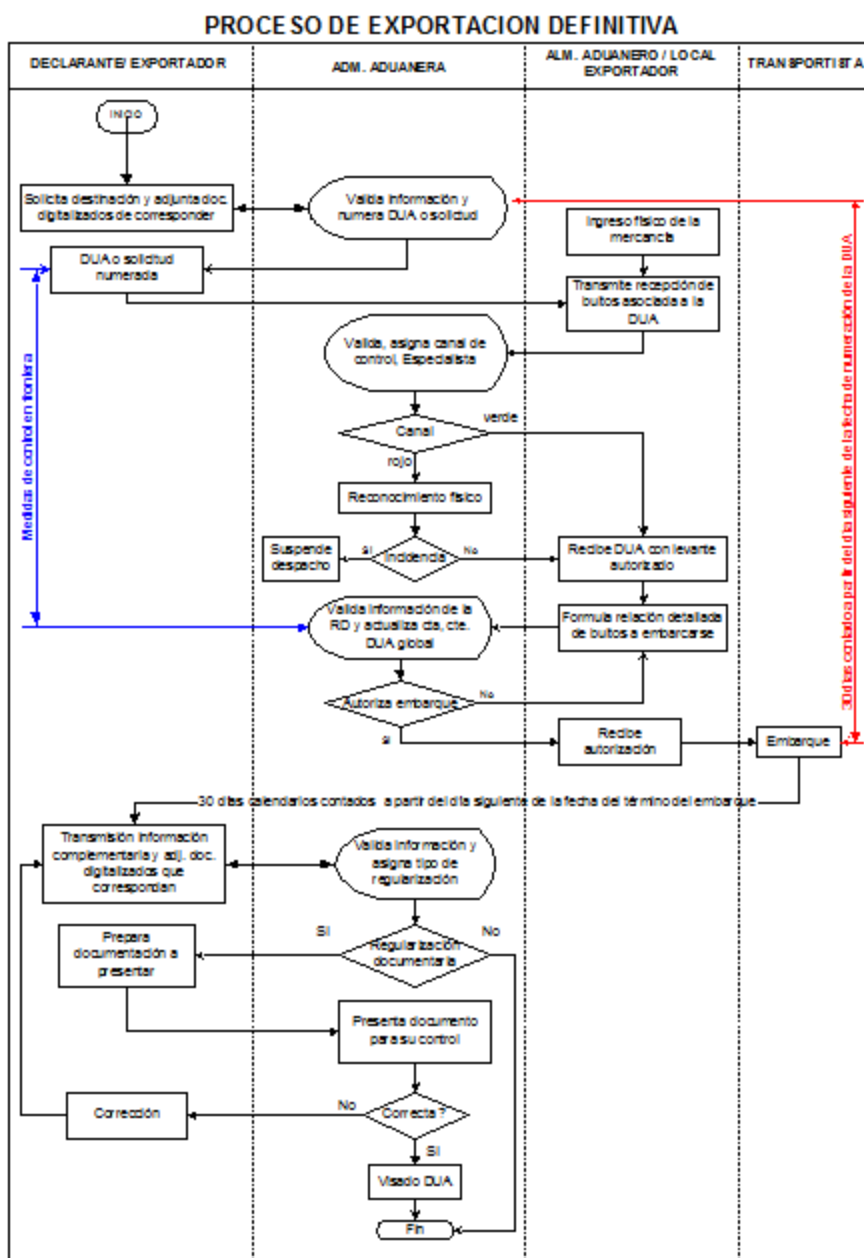 PROCESO DE EXPORTACION DEFINITIVA
DECLARANTE/ EXPORTADOR
ADM. ADUANERA
ALM. ADUANERO / LOCAL
EXPORTADOR
TRANSPORTISTA
INICIO
Solicita destinación y adjunta doc.
digitalizados de corresponder
Valida información y
numera DUA o solicitud
Ingreso físico de la
mercancía
DUA o solicitud
numerada
Transmite recepción de
bultos asociada a la
DUA
Valida, asigna canal de
control, Especialista
Canal
verde
rojo
Reconocimiento físico
Suspende
despacho
Si
Incidencia
No
Recibe DUA con levante
autorizado
Valida información de la
RD y actualiza cta, cte.
DUA global
Formula relación detallada
de bultos a embarcarse
Autoriza embarque
No
si
Recibe
autorización
Embarque
Medidas de control en frontera
30 días contado a partir del día siguiente de la fecha de numeración de la DUA
30 días calendarios contados a partir del día siguiente de la fecha del término del embarque
Transmisión información
complementaria y adj. doc.
digitalizados que
correspondan
Valida información y
asigna tipo de
regularización
Prepara
documentación a
presentar
Si
Regularización
documentaria
No
Presenta documento
para su control
Corrección
No
Correcta ?
Si
Visado DUA
Fin